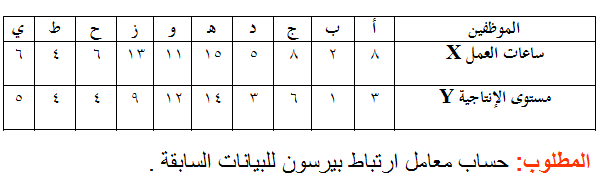 الموظفين أ ب ج د ه و ز ح ط ي
ساعات العمل X ٨ ٢ ٨ ٥ ١٥ ١١ ١٣ ٦ ٤ ٦
مستوى الإنتاجية Y ٣ ١ ٦ ٣ ١٤ ١٢ ٩ ٤ ٤ ٥
المطلوب: حساب معامل ارتباط بيرسون للبيانات السابقة .